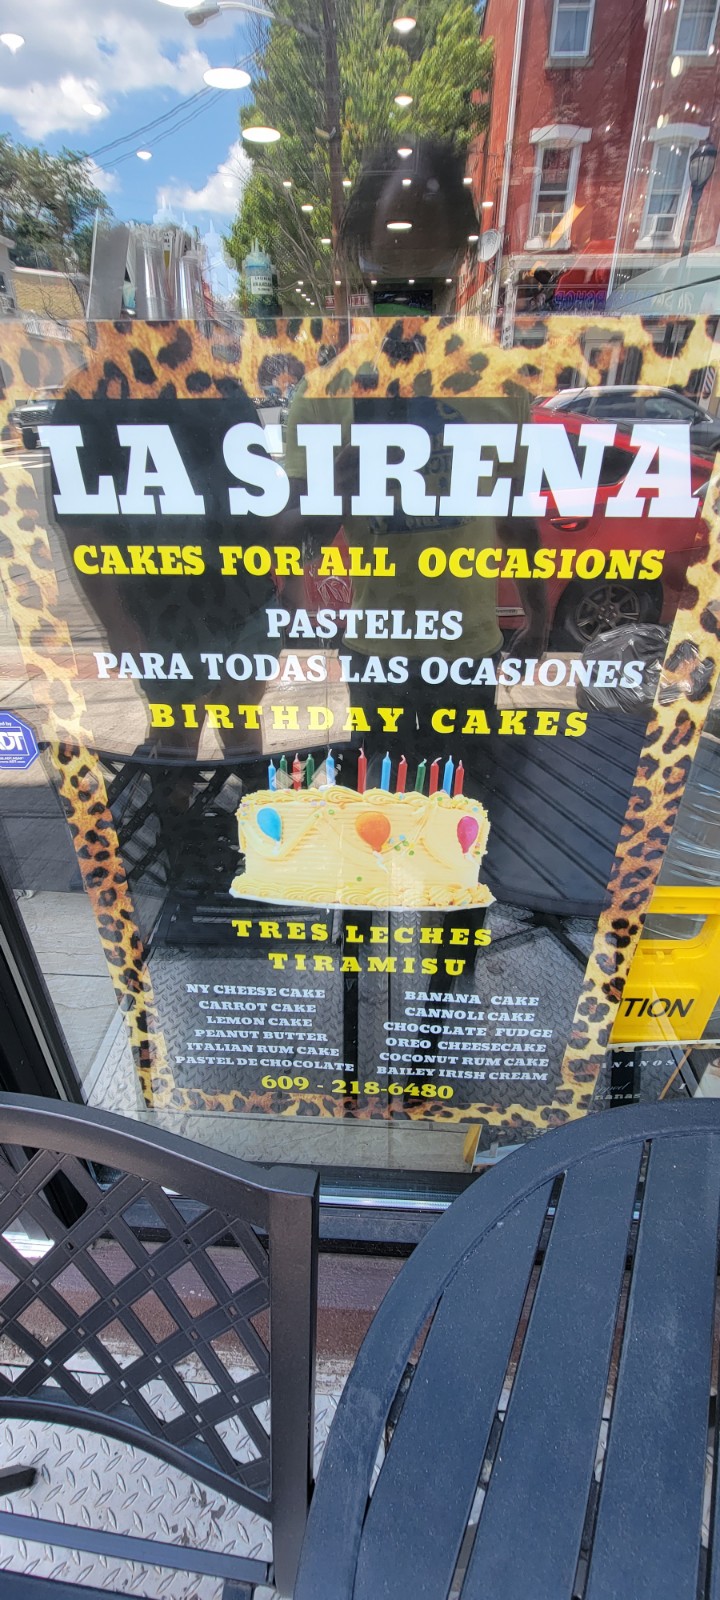 LA SIRENA
CAKES FOR ALL OCCASIONS
PASTELES
PARA TODAS LAS OCASIONES
BIRTHDAY CAKES
TRES LECHES
TIRAMISU
NY CHEESE CAKE
CARROT CAKE
LEMON CAKE
PEANUT BUTTER
ITALIAN RUM CAKE
PASTEL DE CHOCOLATE
BANANA CAKE
CANNOLI CAKE
CHOCOLATE FUDGE
OREO CHEESECAKE
COCONUT RUM CAKE
BAILEY IRISH CREAM
609 - 218-6480
TION